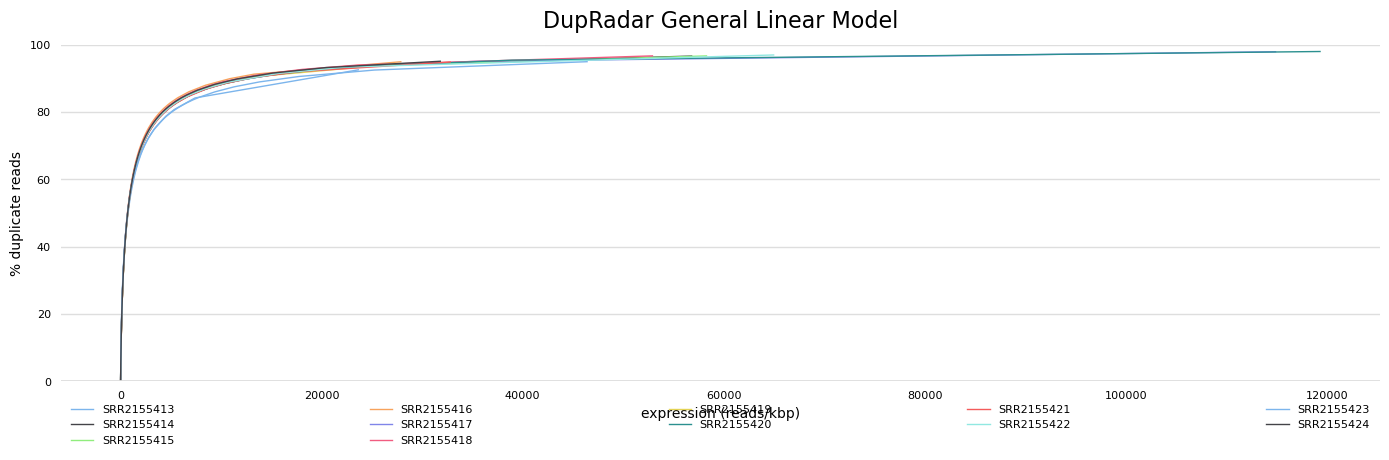 DupRadar General Linear Model
% duplicate reads
100
80
60
40
20
0
0 20000 40000 60000 80000 100000 120000
expression (reads/kbp)
SRR2155413 SRR2155416 SRR2155419 SRR2155421 SRR2155423
SRR2155414 SRR2155417 SRR2155420 SRR2155422 SRR2155424
SRR2155415 SRR2155418